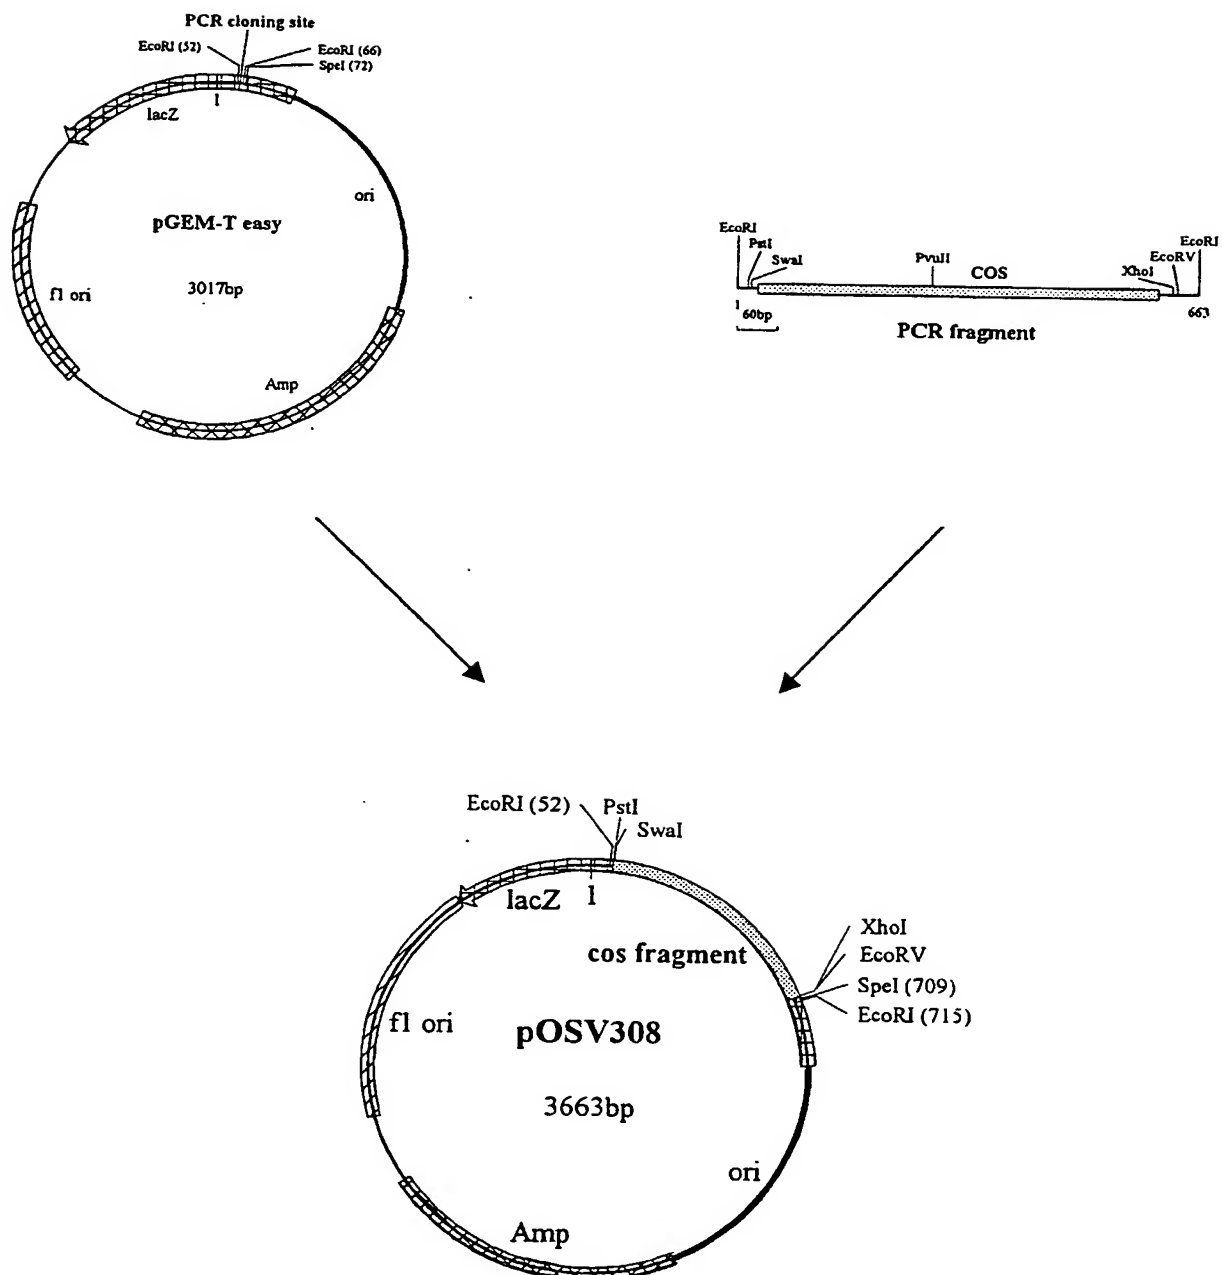 PCR cloning site
EcoRI (52)
EcoRI (66)
SpeI (72)
1
lacZ
ori
pGEM-T easy
3017bp
f1 ori
Amp
EcoRI
PstI
SwaI
PvuII
COS
XhoI
EcoRV
EcoRI
1
60bp
663
PCR fragment
EcoRI (52)
PstI
SwaI
lacZ
1
cos fragment
XhoI
EcoRV
SpeI (709)
EcoRI (715)
f1 ori
pOSV308
3663bp
ori
Amp